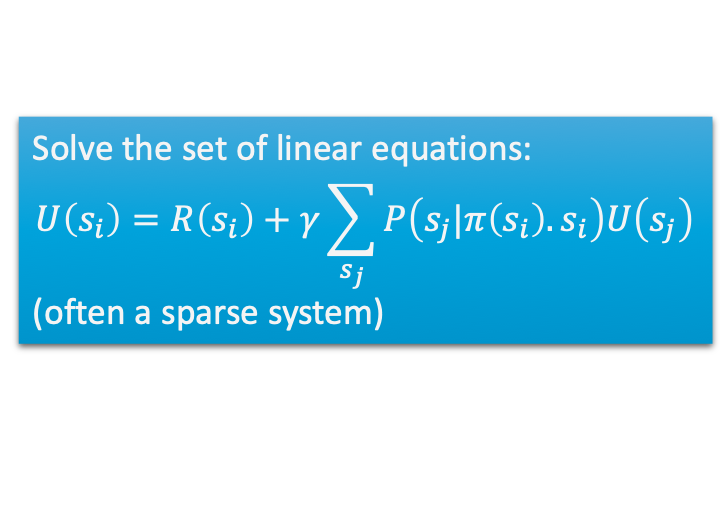 Solve the set of linear equations:
𝑈(𝑠ᵢ) = 𝑅(𝑠ᵢ) + 𝛾 ∑_{𝑠ⱼ} 𝑃(𝑠ⱼ|𝜋(𝑠ᵢ). 𝑠ᵢ)𝑈(𝑠ⱼ)
(often a sparse system)